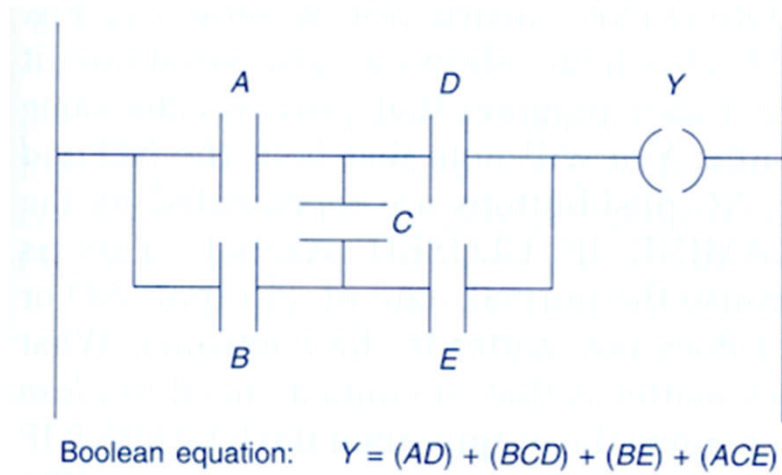 A D Y
C
B E
Boolean equation: Y = (AD) + (BCD) + (BE) + (ACE)